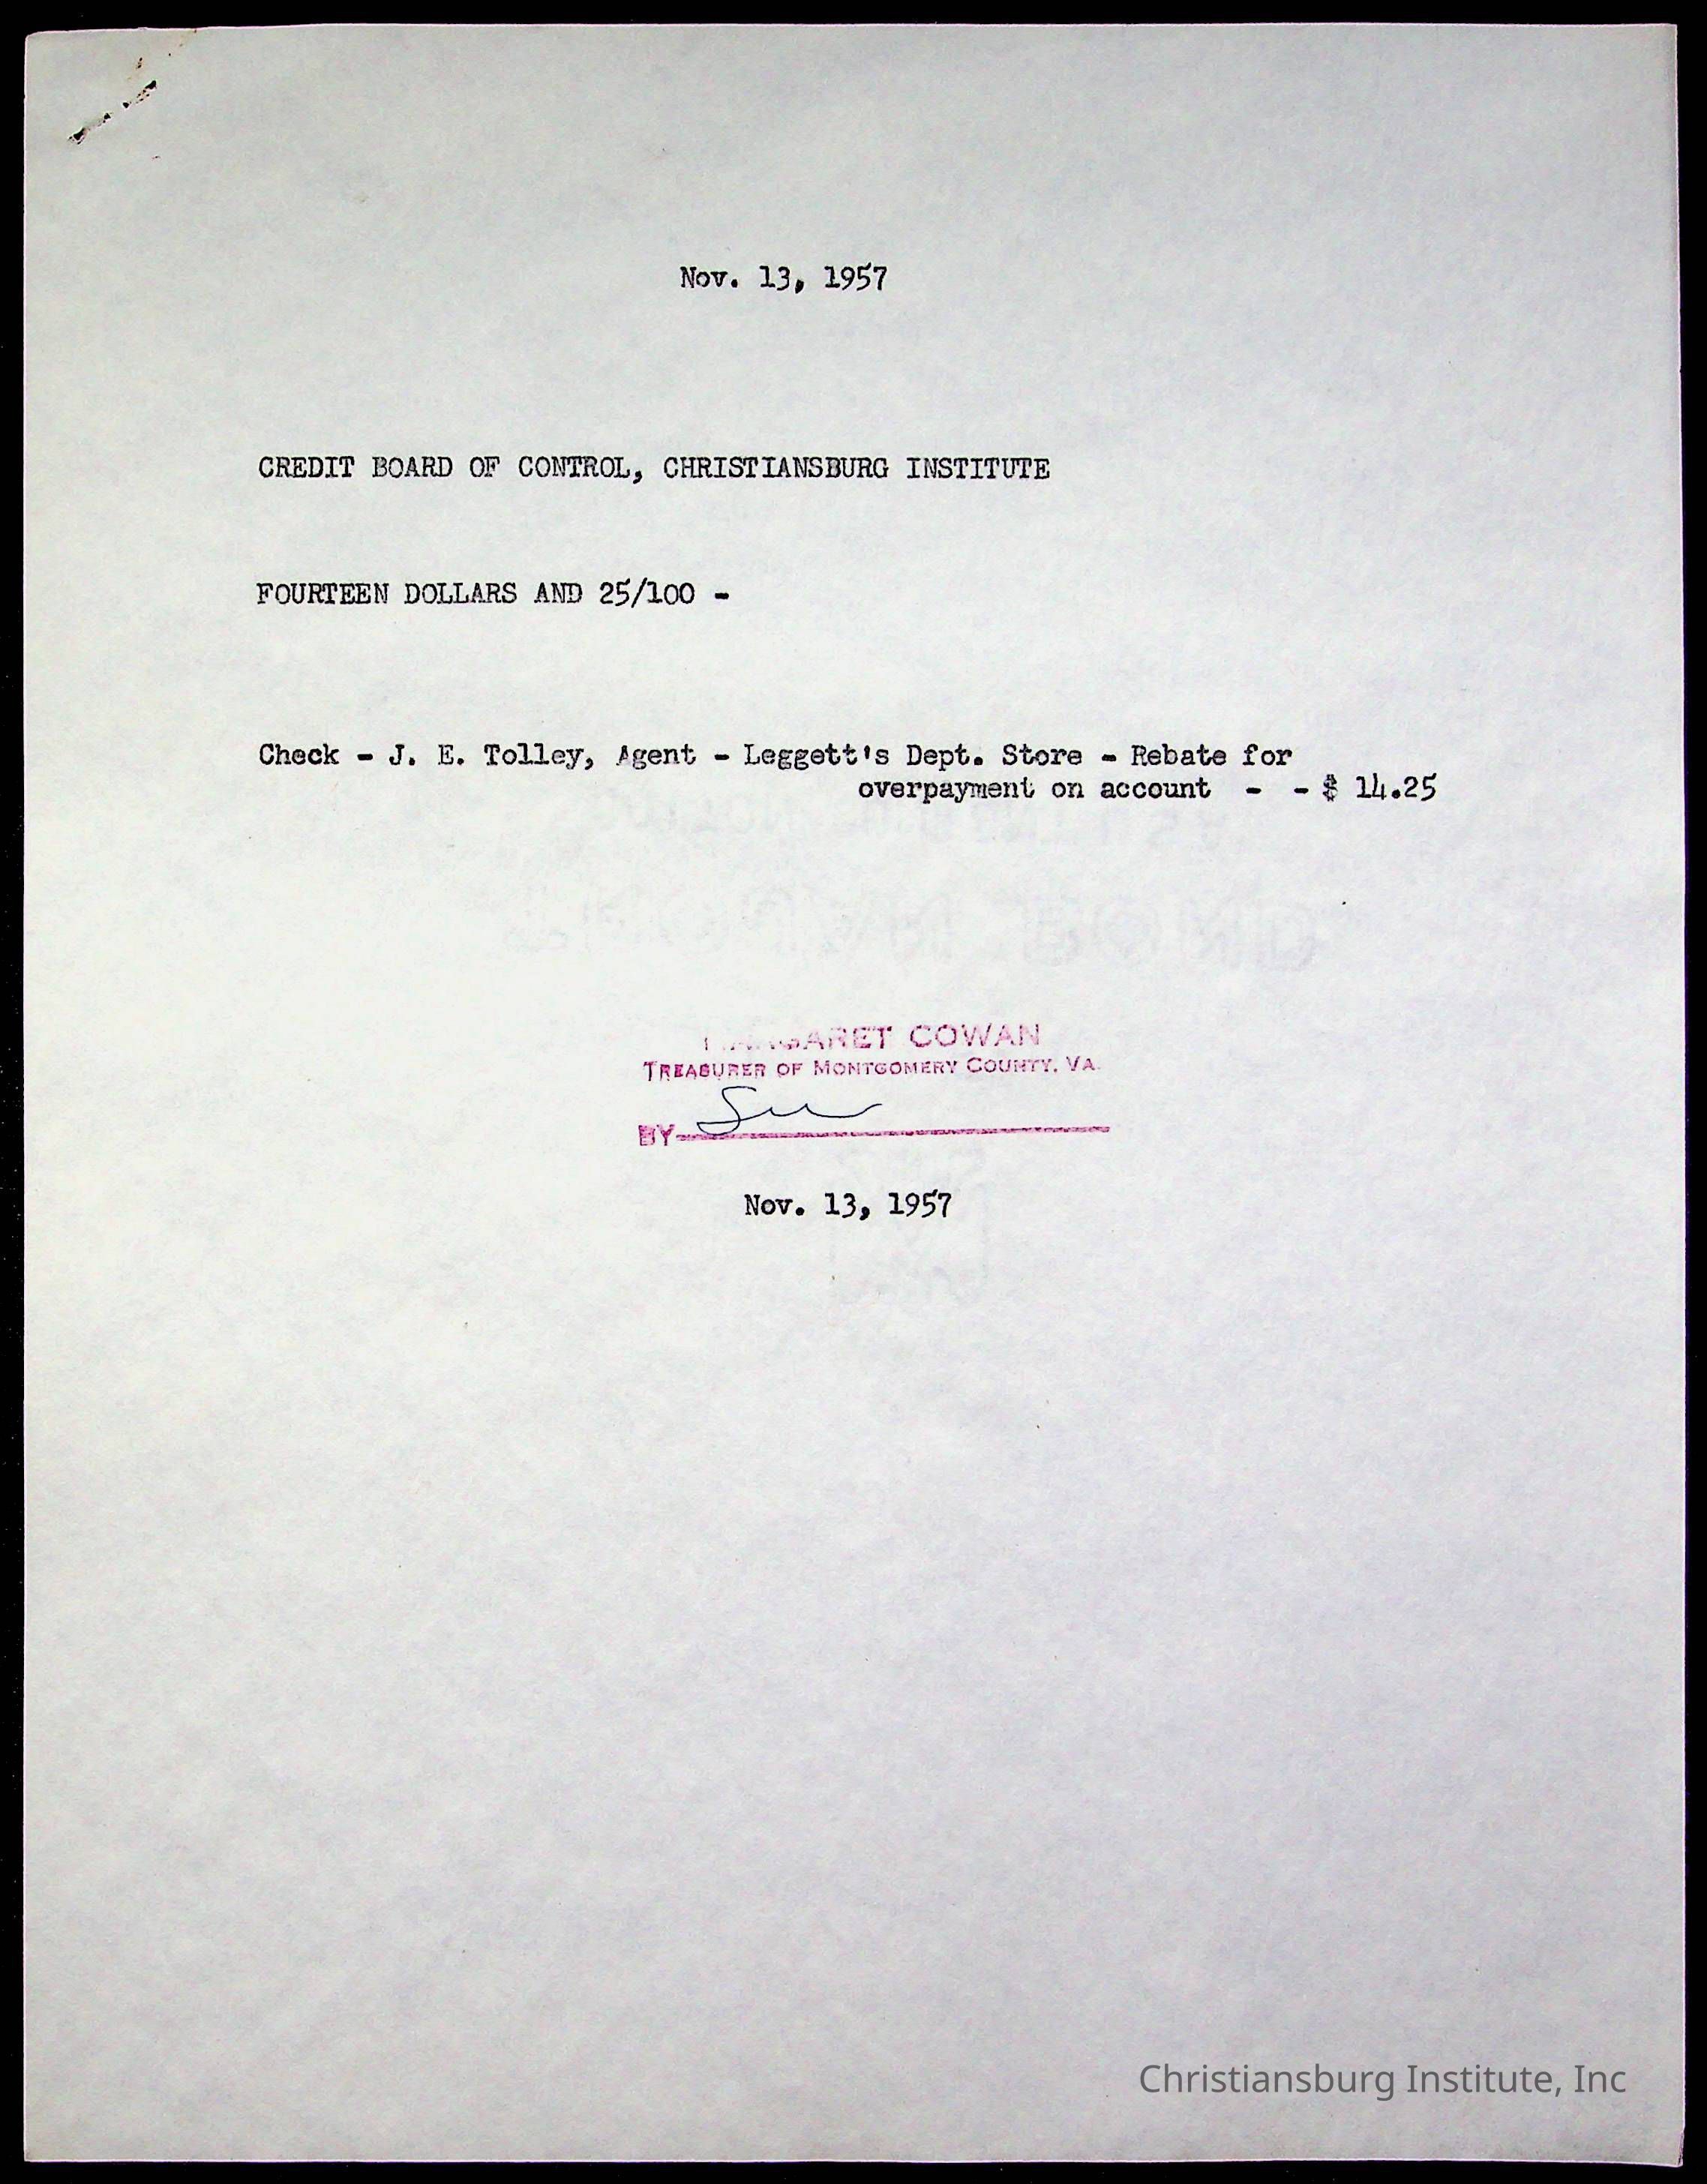 Nov. 13, 1957
CREDIT BOARD OF CONTROL, CHRISTIANSBURG INSTITUTE
FOURTEEN DOLLARS AND 25/100 -
Check - J. E. Tolley, Agent - Leggett's Dept. Store - Rebate for
overpayment on account - - $ 14.25
MARGARET COWAN
TREASURER OF MONTGOMERY COUNTY, VA.
BY
Nov. 13, 1957
Christiansburg Institute, Inc